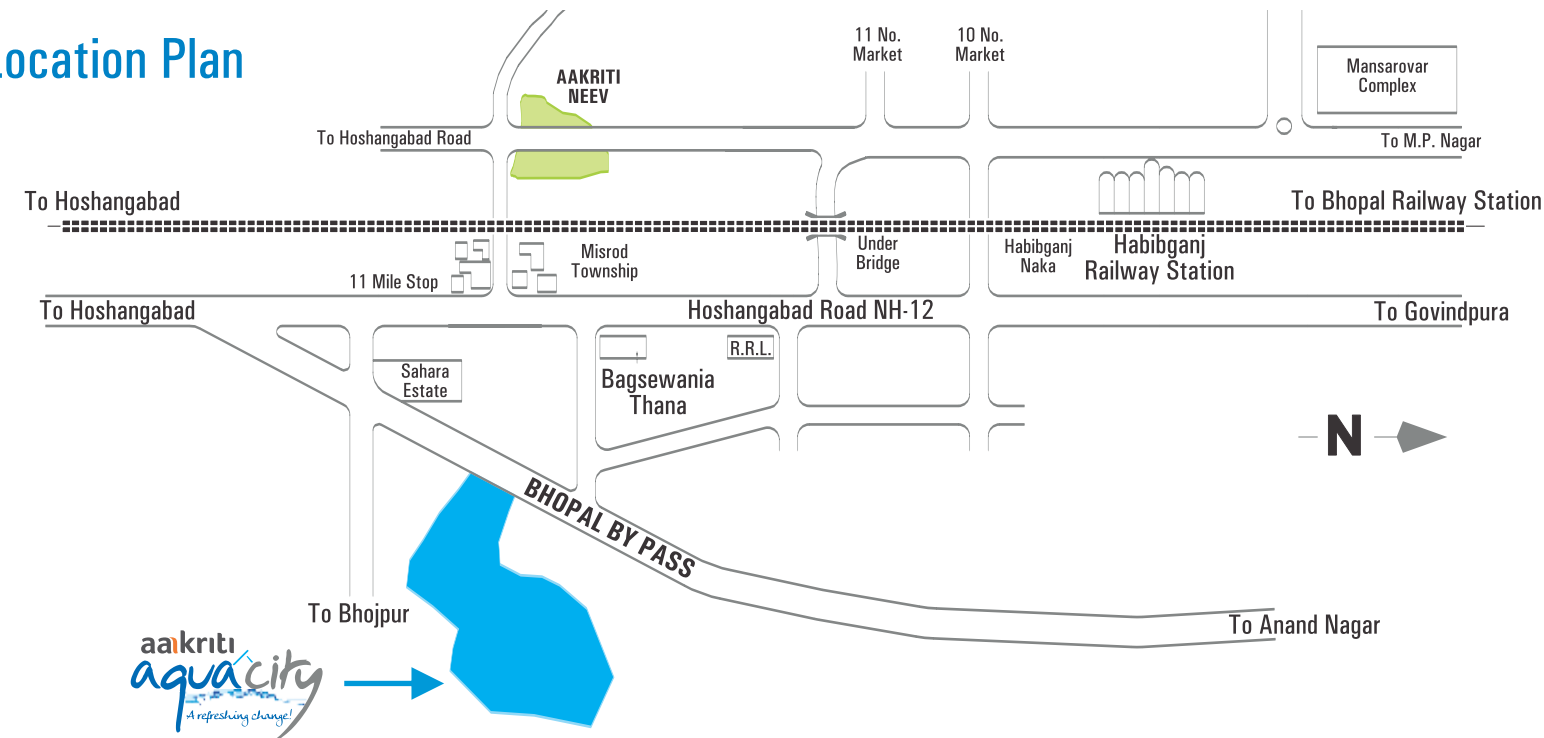 Location Plan
11 No.
Market
10 No.
Market
Mansarovar
Complex
AAKRITI
NEEV
To Hoshangabad Road
To M.P. Nagar
To Hoshangabad
To Bhopal Railway Station
Misrod
Township
Under
Bridge
Habibganj
Naka
Habibganj
Railway Station
11 Mile Stop
To Hoshangabad
Hoshangabad Road NH-12
To Govindpura
R.R.L.
Sahara
Estate
Bagsewania
Thana
N
BHOPAL BY PASS
To Bhojpur
To Anand Nagar
aakriti
aqua city
A refreshing change!